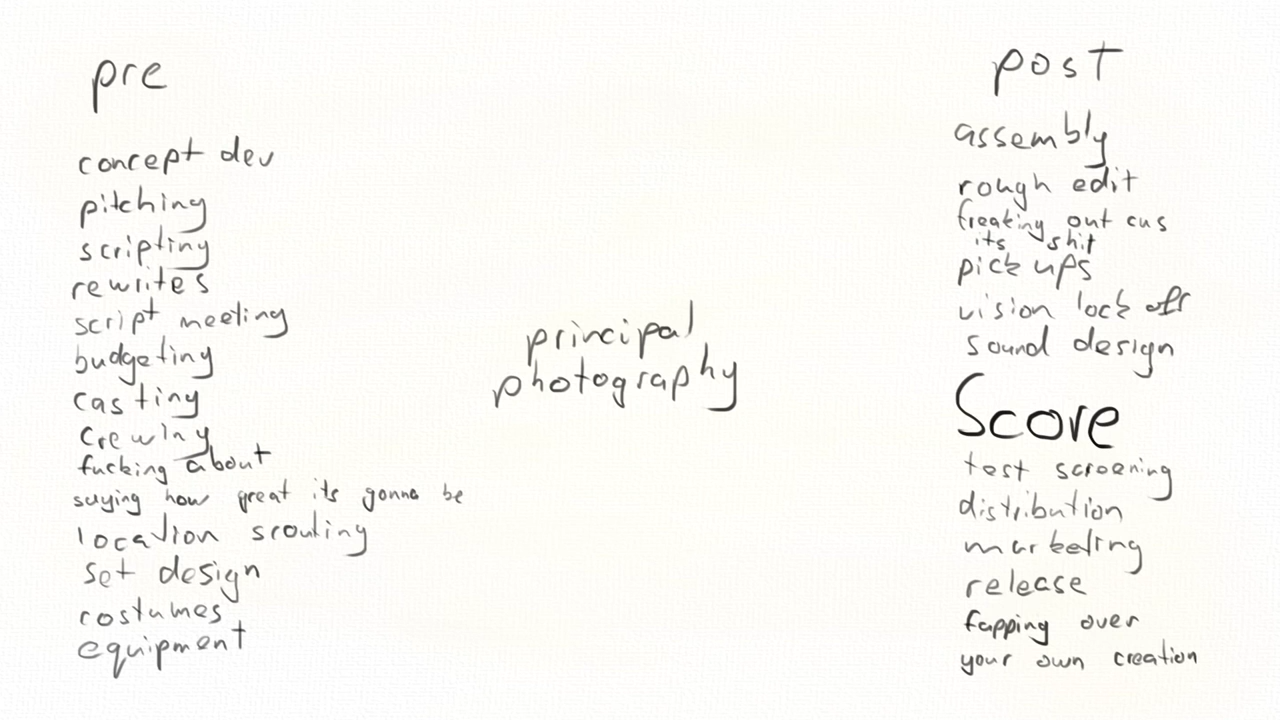 pre
concept dev
pitching
scripting
rewrites
script meeting
budgeting
casting
crewing
fucking about
saying how great its gonna be
location scouting
set design
costumes
equipment
principal
photography
post
assembly
rough edit
freaking out cus
its shit
pick ups
vision lock off
sound design
Score
test screening
distribution
marketing
release
fapping over
your own creation